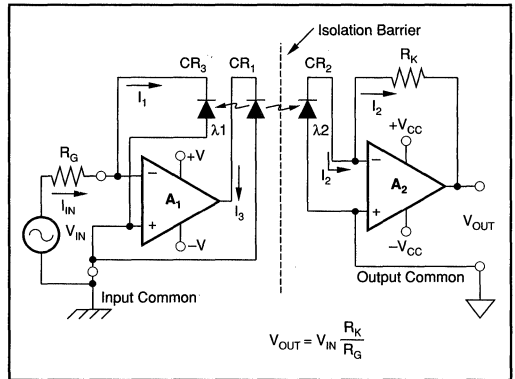 Isolation Barrier
CR3
CR1
CR2
RK
I1
I2
λ1
λ2
RG
+V
+VCC
−
−
A1
A2
IIN
I3
I2
VIN
+
+
VOUT
−V
−VCC
Input Common
Output Common
VOUT = VIN RK/RG